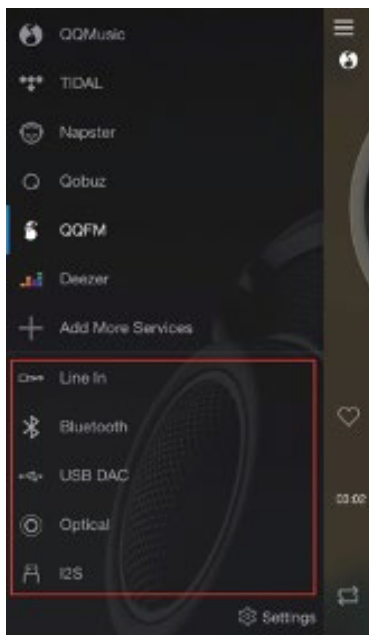 QQMusic
TIDAL
Napster
Qobuz
QQFM
Deezer
Add More Services
Line In
Bluetooth
USB DAC
Optical
I2S
03:02
Settings